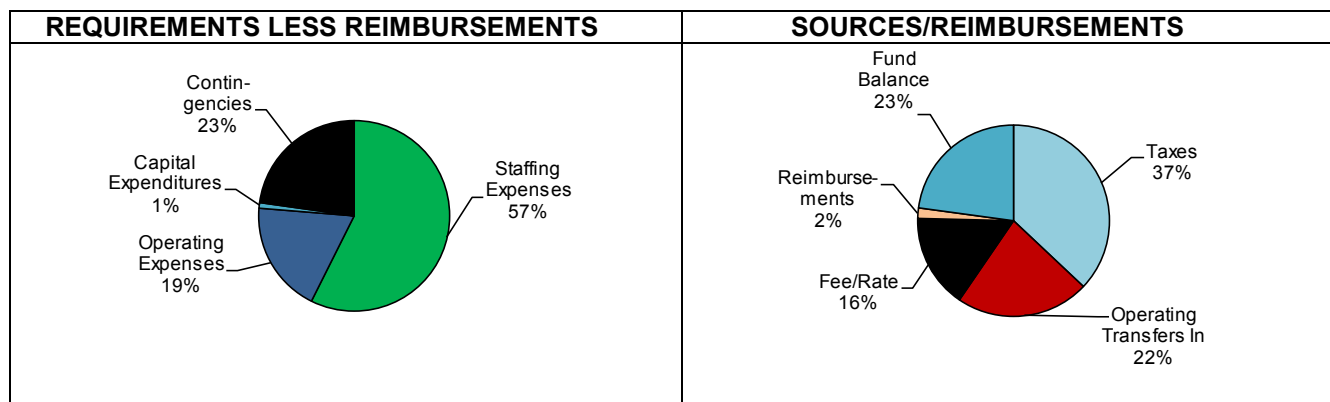 REQUIREMENTS LESS REIMBURSEMENTS
Contin-
gencies
23%
Capital
Expenditures
1%
Operating
Expenses
19%
Staffing
Expenses
57%
SOURCES/REIMBURSEMENTS
Fund
Balance
23%
Reimburse-
ments
2%
Fee/Rate
16%
Taxes
37%
Operating
Transfers In
22%